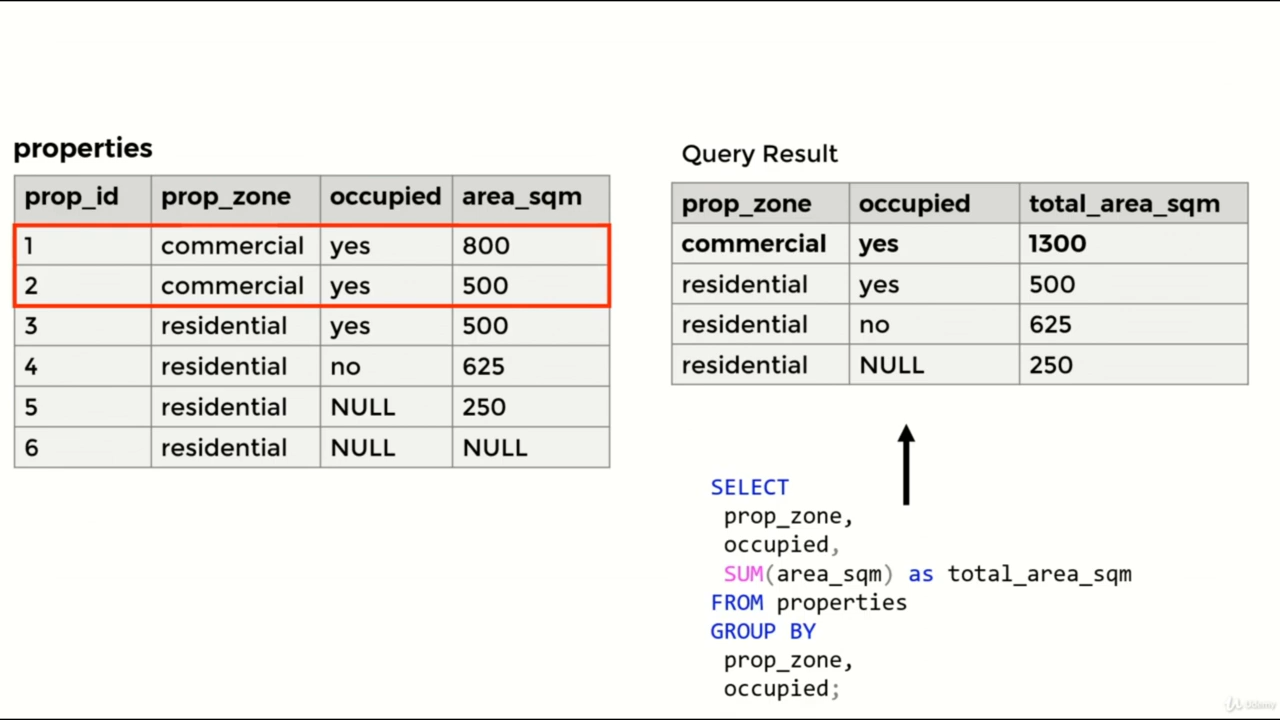 properties
prop_id prop_zone occupied area_sqm
1 commercial yes 800
2 commercial yes 500
3 residential yes 500
4 residential no 625
5 residential NULL 250
6 residential NULL NULL
Query Result
prop_zone occupied total_area_sqm
commercial yes 1300
residential yes 500
residential no 625
residential NULL 250
SELECT
prop_zone,
occupied,
SUM(area_sqm) as total_area_sqm
FROM properties
GROUP BY
prop_zone,
occupied;
Udemy